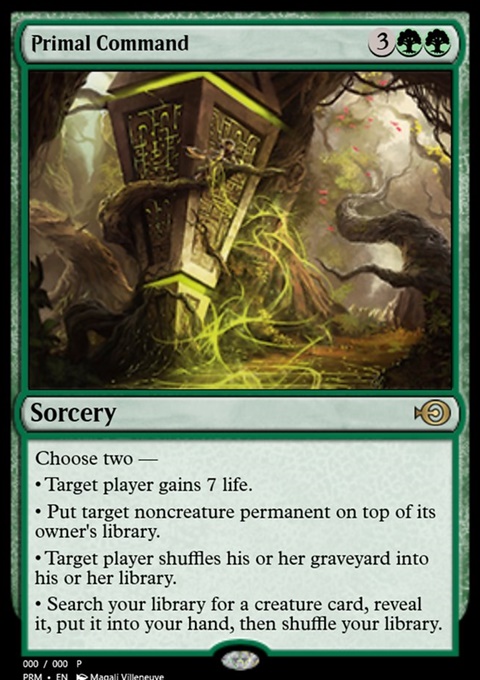 Primal Command 3
Sorcery
Choose two —
• Target player gains 7 life.
• Put target noncreature permanent on top of its
owner's library.
• Target player shuffles his or her graveyard into
his or her library.
• Search your library for a creature card, reveal
it, put it into your hand, then shuffle your library.
000 / 000 P
PRM • EN Magali Villeneuve